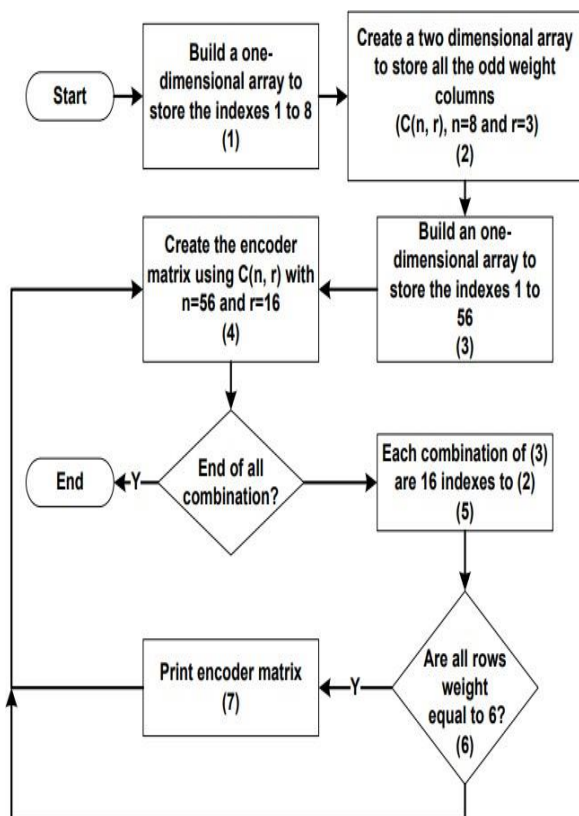 Start
Build a one-
dimensional array to
store the indexes 1 to 8
(1)
Create a two dimensional array
to store all the odd weight
columns
(C(n, r), n=8 and r=3)
(2)
Build an one-
dimensional array to
store the indexes 1 to
56
(3)
Create the encoder
matrix using C(n, r) with
n=56 and r=16
(4)
End of all
combination?
Y
End
Each combination of (3)
are 16 indexes to (2)
(5)
Are all rows
weight
equal to 6?
(6)
Y
Print encoder matrix
(7)